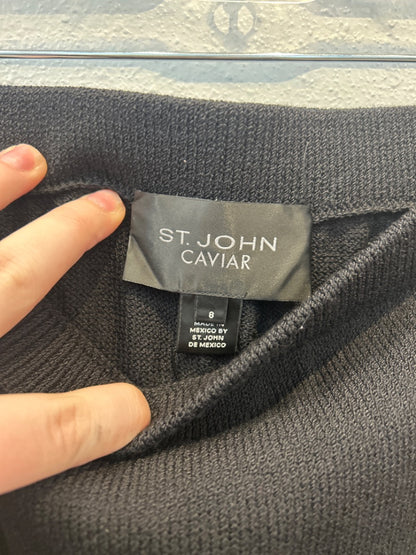 ST. JOHN
CAVIAR
8
MADE IN
MEXICO BY
ST. JOHN
DE MEXICO